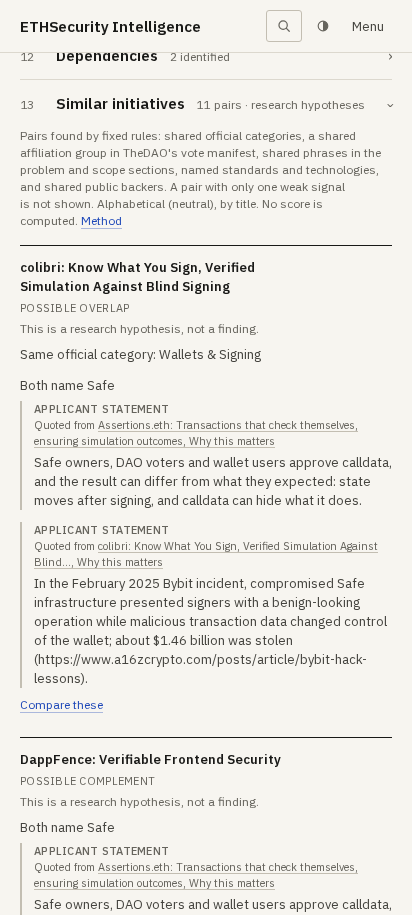 ETHSecurity Intelligence
Menu
12 Dependencies 2 identified
13 Similar initiatives 11 pairs · research hypotheses
Pairs found by fixed rules: shared official categories, a shared
affiliation group in TheDAO's vote manifest, shared phrases in the
problem and scope sections, named standards and technologies,
and shared public backers. A pair with only one weak signal
is not shown. Alphabetical (neutral), by title. No score is
computed. Method
colibri: Know What You Sign, Verified
Simulation Against Blind Signing
POSSIBLE OVERLAP
This is a research hypothesis, not a finding.
Same official category: Wallets & Signing
Both name Safe
APPLICANT STATEMENT
Quoted from Assertions.eth: Transactions that check themselves,
ensuring simulation outcomes, Why this matters
Safe owners, DAO voters and wallet users approve calldata,
and the result can differ from what they expected: state
moves after signing, and calldata can hide what it does.
APPLICANT STATEMENT
Quoted from colibri: Know What You Sign, Verified Simulation Against
Blind…, Why this matters
In the February 2025 Bybit incident, compromised Safe
infrastructure presented signers with a benign-looking
operation while malicious transaction data changed control
of the wallet; about $1.46 billion was stolen
(https://www.a16zcrypto.com/posts/article/bybit-hack-
lessons).
Compare these
DappFence: Verifiable Frontend Security
POSSIBLE COMPLEMENT
This is a research hypothesis, not a finding.
Both name Safe
APPLICANT STATEMENT
Quoted from Assertions.eth: Transactions that check themselves,
ensuring simulation outcomes, Why this matters
Safe owners, DAO voters and wallet users approve calldata,